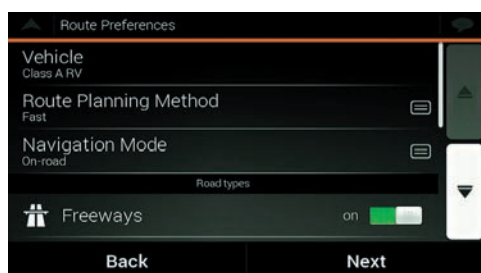 Route Preferences
Vehicle
Class A RV
Route Planning Method
Fast
Navigation Mode
On-road
Road types
Freeways on
Back Next